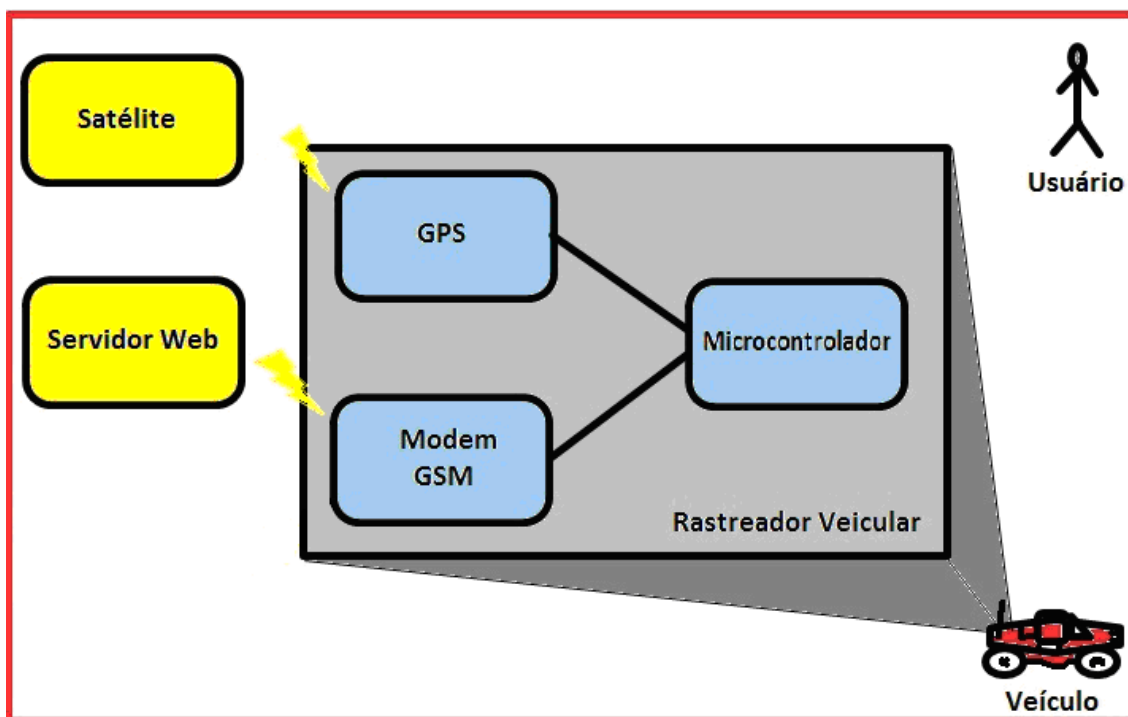 Satélite
Usuário
GPS
Servidor Web
Microcontrolador
Modem
GSM
Rastreador Veicular
Veículo